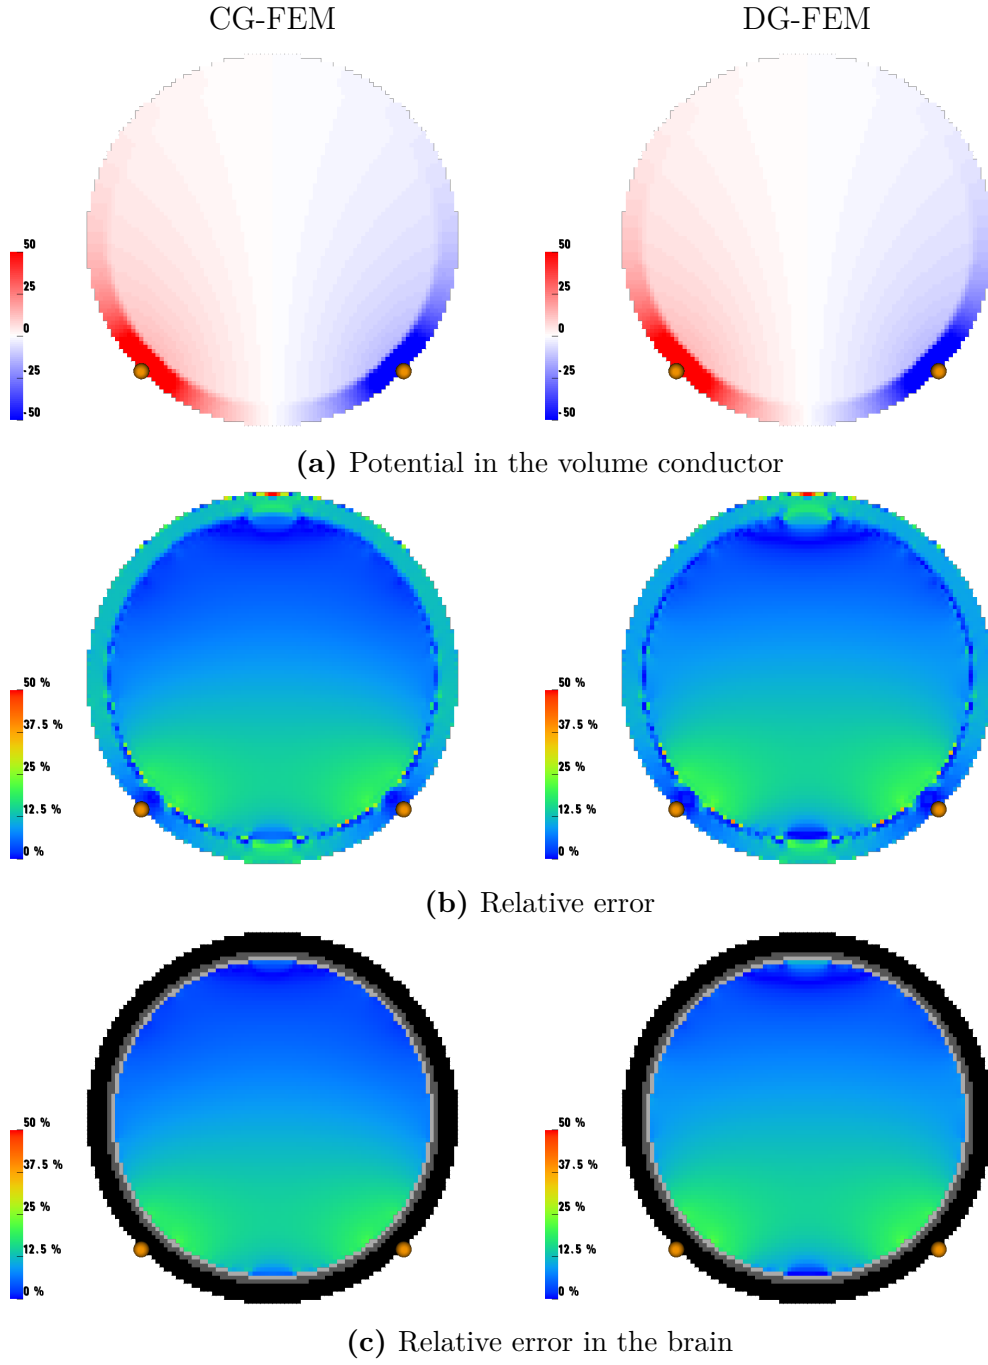 CG-FEM DG-FEM
50 50
25 25
0 0
-25 -25
-50 -50
(a) Potential in the volume conductor
50 % 50 %
37.5 % 37.5 %
25 % 25 %
12.5 % 12.5 %
0 % 0 %
(b) Relative error
50 % 50 %
37.5 % 37.5 %
25 % 25 %
12.5 % 12.5 %
0 % 0 %
(c) Relative error in the brain